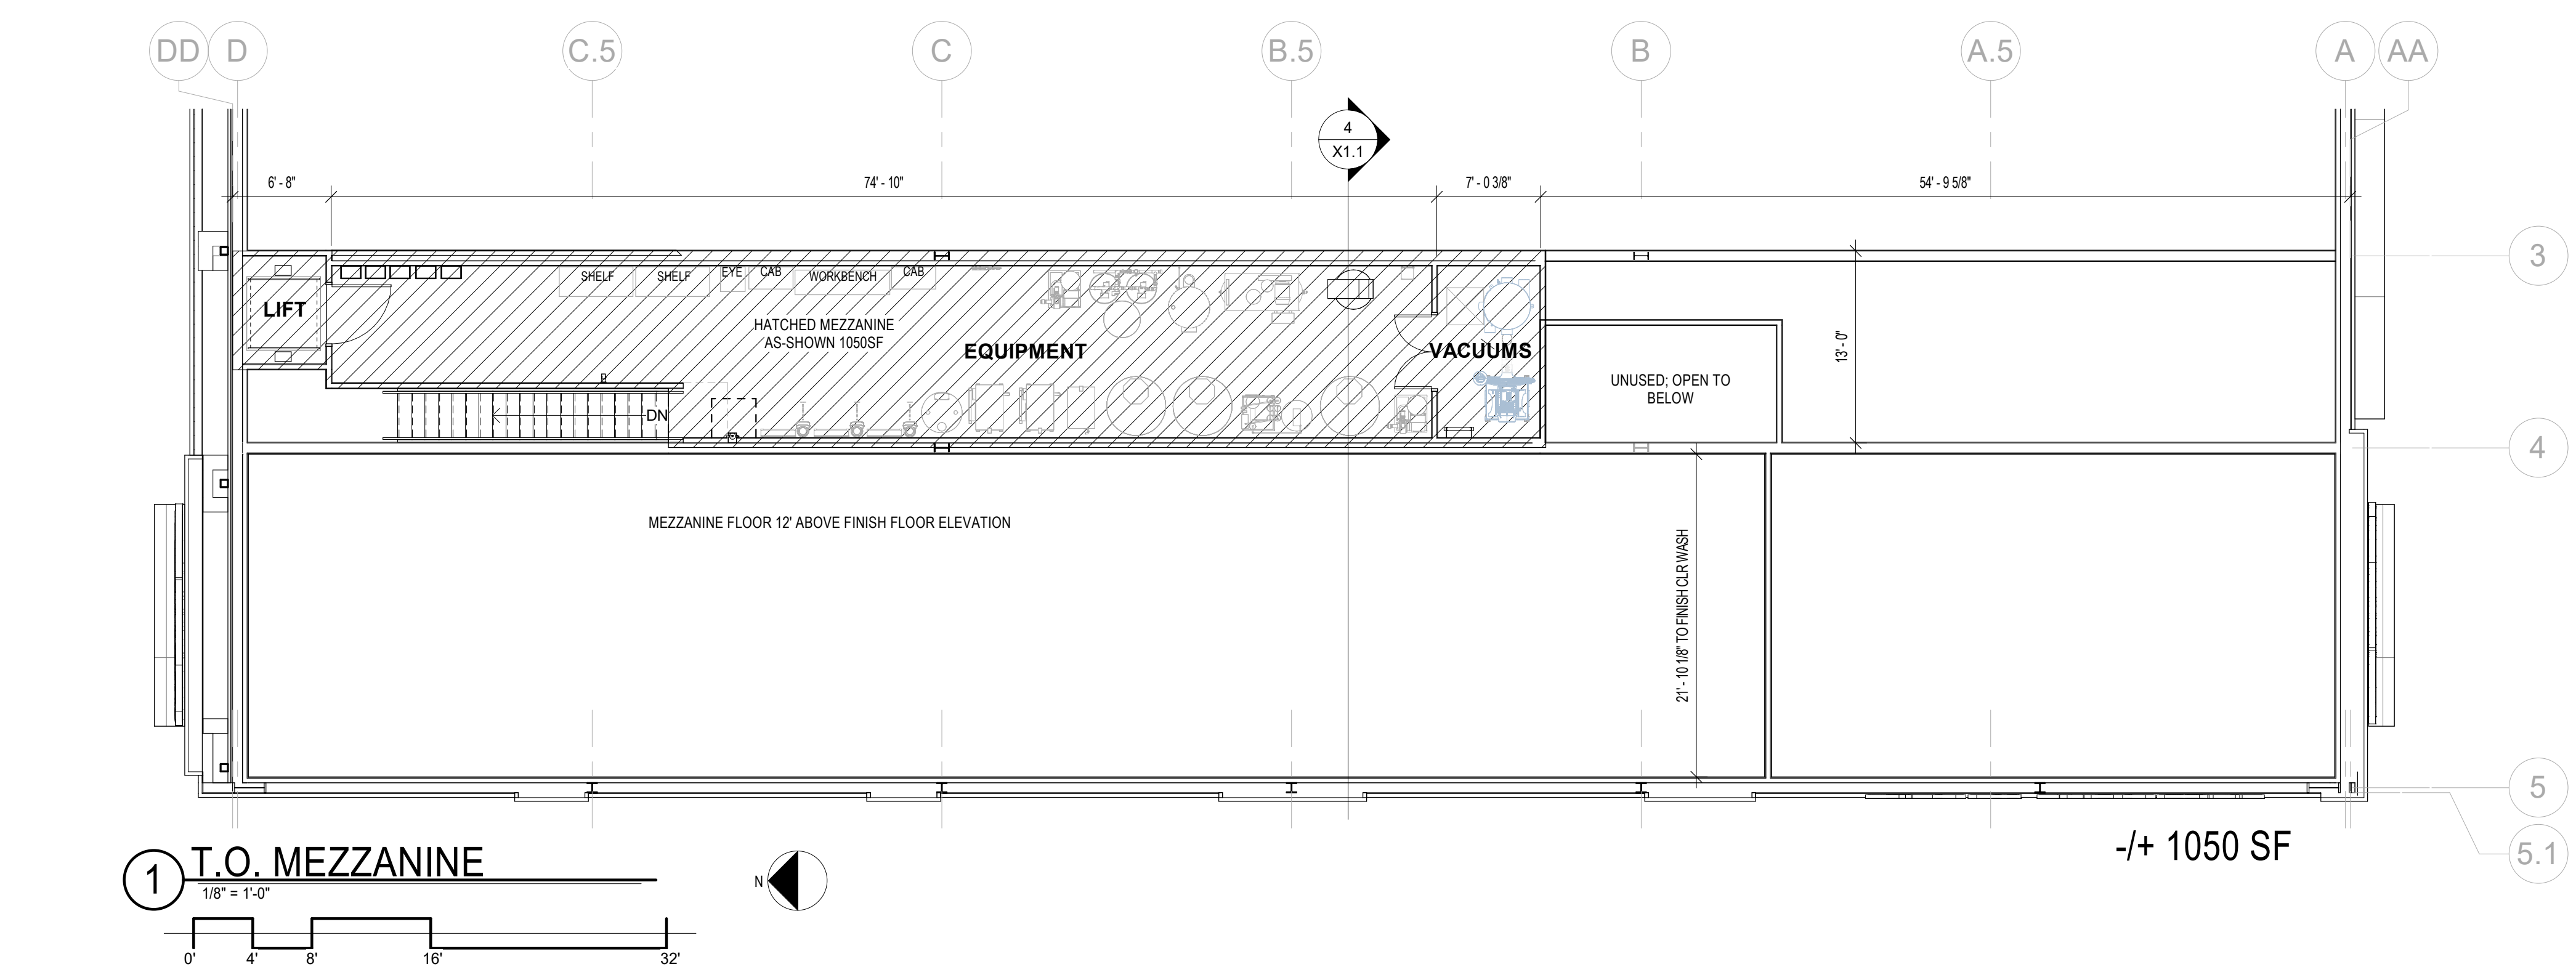 DD D C.5 C B.5 B A.5 A AA
4
X1.1
6' - 8" 74' - 10" 7' - 0 3/8" 54' - 9 5/8"
3
SHELF SHELF EYE CAB WORKBENCH CAB
LIFT
HATCHED MEZZANINE
AS-SHOWN 1050SF
EQUIPMENT
VACUUMS
13' - 0"
UNUSED; OPEN TO
BELOW
DN
4
MEZZANINE FLOOR 12' ABOVE FINISH FLOOR ELEVATION
21' - 10 1/8" TO FINISH CLR WASH
5
5.1
-/+ 1050 SF
1 T.O. MEZZANINE
1/8" = 1'-0"
N
0' 4' 8' 16' 32'